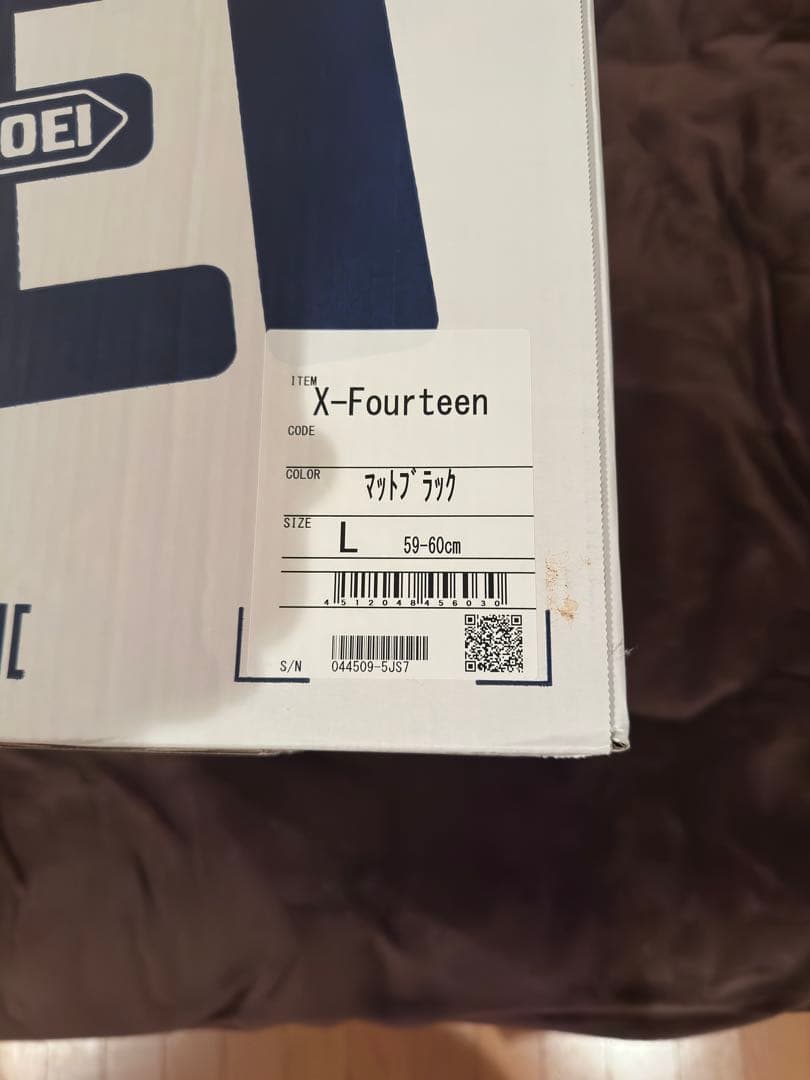 OEI
ITEM
X-Fourteen
CODE
COLOR
ﾏｯﾄﾌﾞﾗｯｸ
SIZE
L 59-60cm
4512048456030
S/N 044509-5JS7